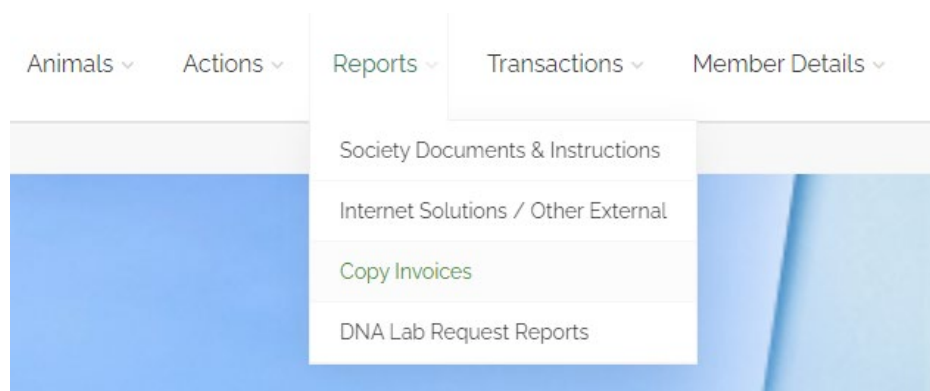 Animals Actions Reports Transactions Member Details
Society Documents & Instructions
Internet Solutions / Other External
Copy Invoices
DNA Lab Request Reports